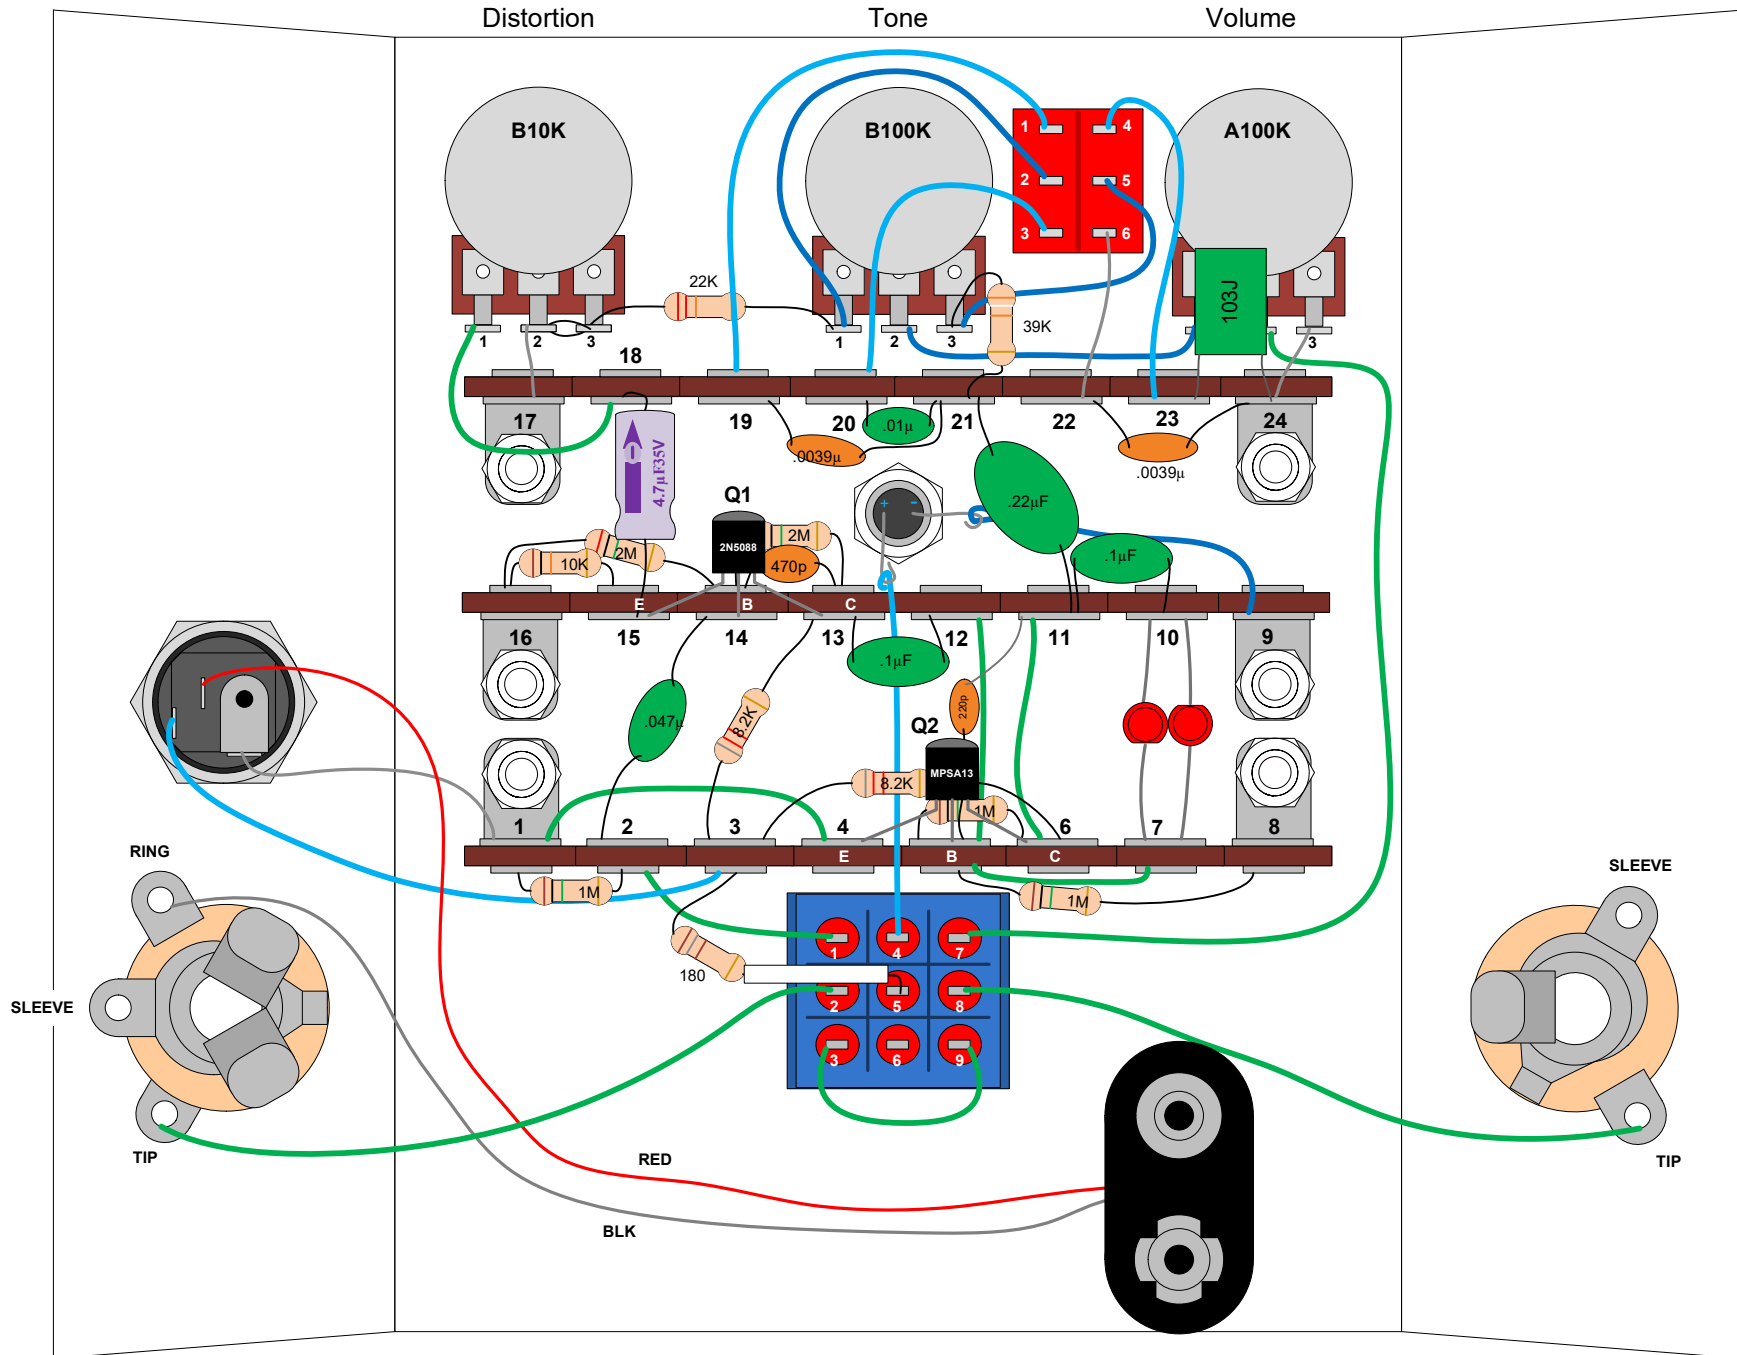 Distortion Tone Volume
B10K B100K A100K
1 4
2 5
3 6
22K
103J
39K
1 2 3
1 2 3
3
18
17 19 20 21 22 23 24
.01µ
.0039µ
.0039µ
4.7µF35V
-
Q1
2N5088
2M
2M
10K
470p
+ -
.22µF
.1µF
E B C
16 15 14 13 12 11 10 9
.1µF
.047µ
8.2K
220p
Q2
MPSA13
8.2K
1M
1 2 3 4 6 7 8
E B C
1M
1M
180
1 4 7
2 5 8
3 6 9
RING
SLEEVE
TIP
SLEEVE
TIP
RED
BLK